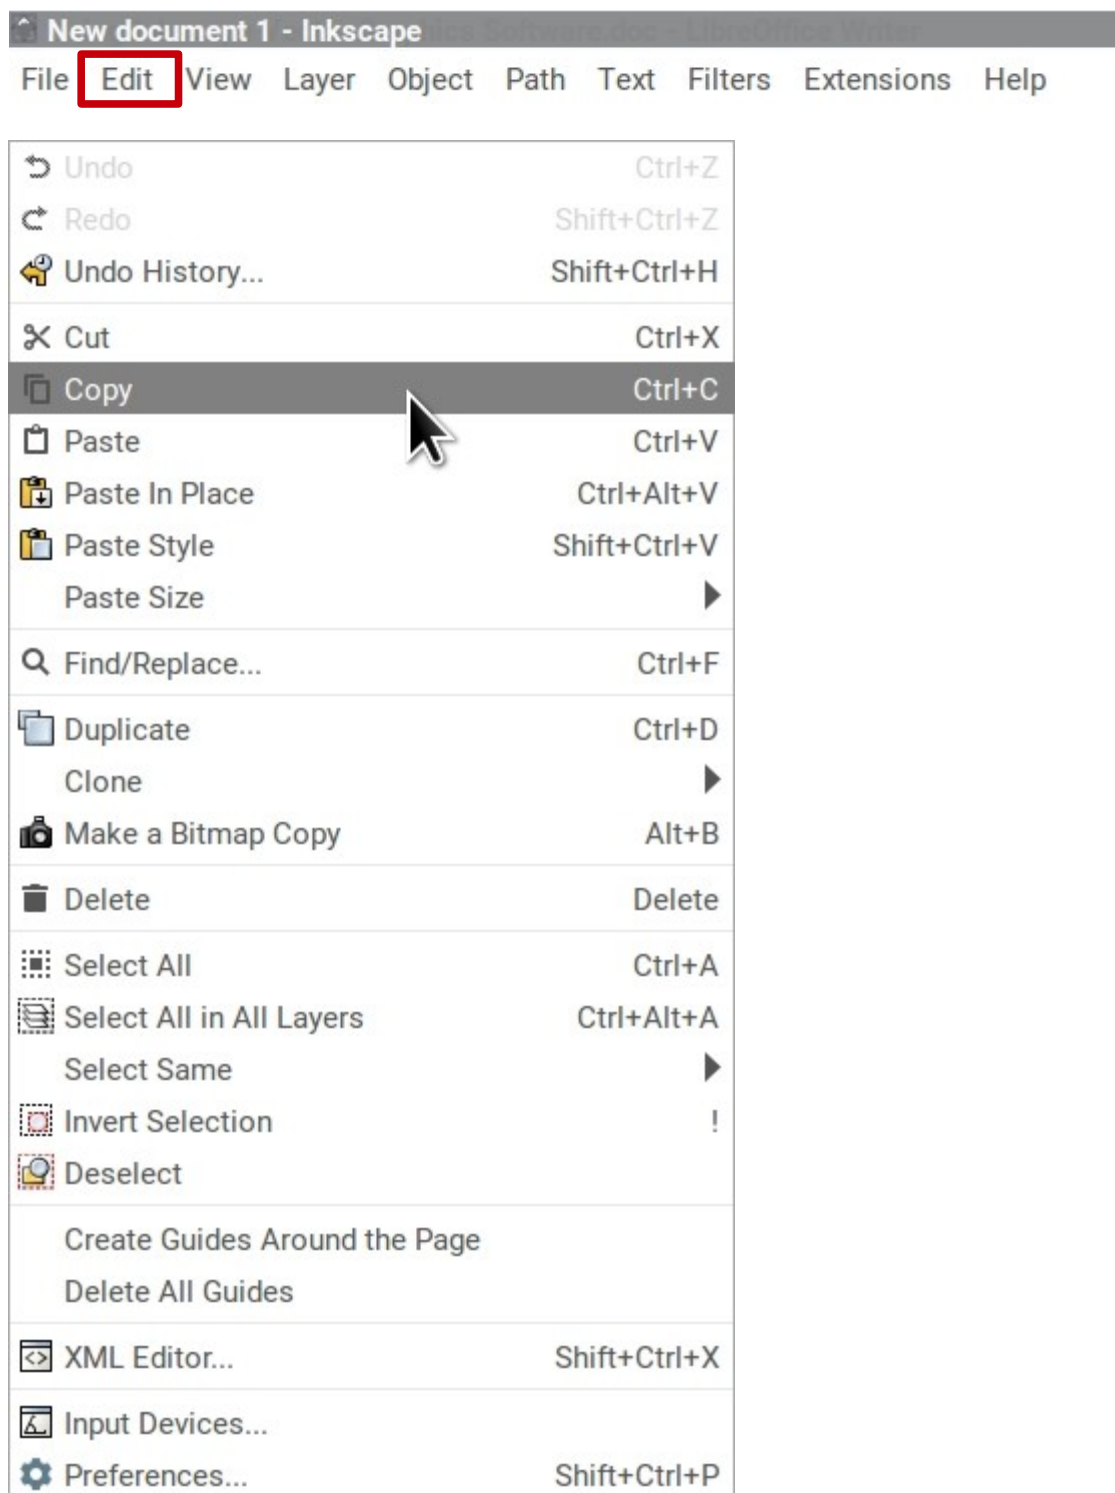 New document 1 - Inkscape
File Edit View Layer Object Path Text Filters Extensions Help
Undo Ctrl+Z
Redo Shift+Ctrl+Z
Undo History... Shift+Ctrl+H
Cut Ctrl+X
Copy Ctrl+C
Paste Ctrl+V
Paste In Place Ctrl+Alt+V
Paste Style Shift+Ctrl+V
Paste Size
Find/Replace... Ctrl+F
Duplicate Ctrl+D
Clone
Make a Bitmap Copy Alt+B
Delete Delete
Select All Ctrl+A
Select All in All Layers Ctrl+Alt+A
Select Same
Invert Selection !
Deselect
Create Guides Around the Page
Delete All Guides
XML Editor... Shift+Ctrl+X
Input Devices...
Preferences... Shift+Ctrl+P